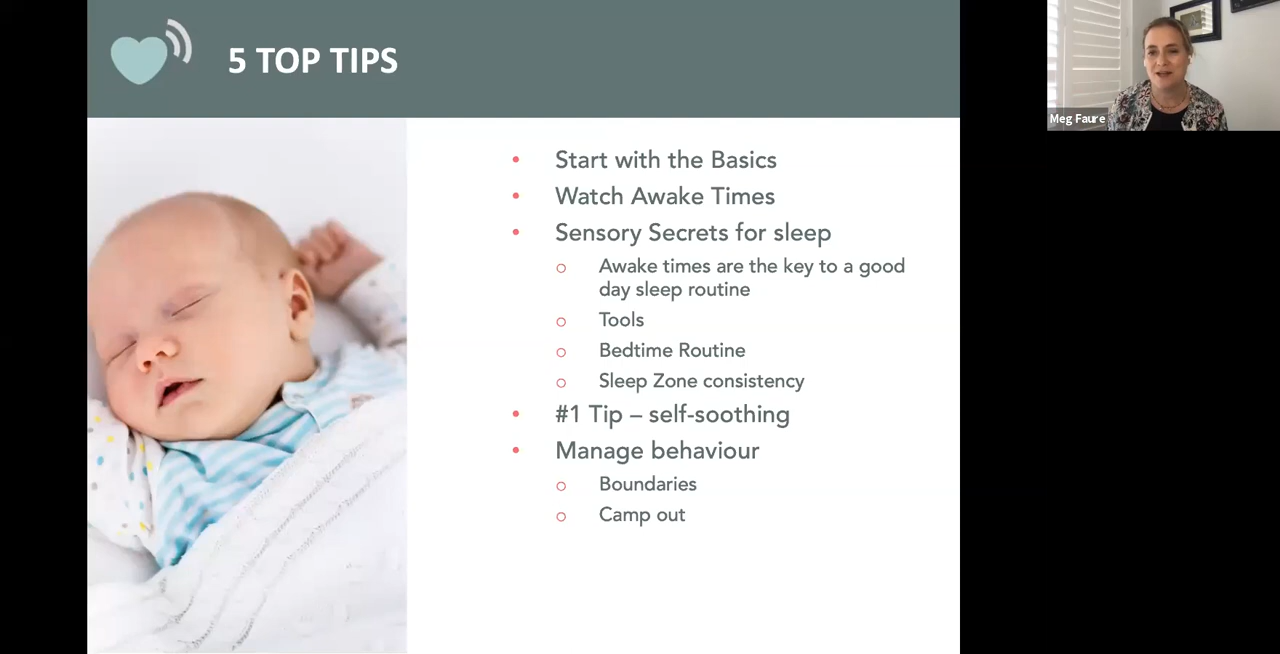 5 TOP TIPS
Meg Faure
• Start with the Basics
• Watch Awake Times
• Sensory Secrets for sleep
o Awake times are the key to a good
day sleep routine
o Tools
o Bedtime Routine
o Sleep Zone consistency
• #1 Tip – self-soothing
• Manage behaviour
o Boundaries
o Camp out